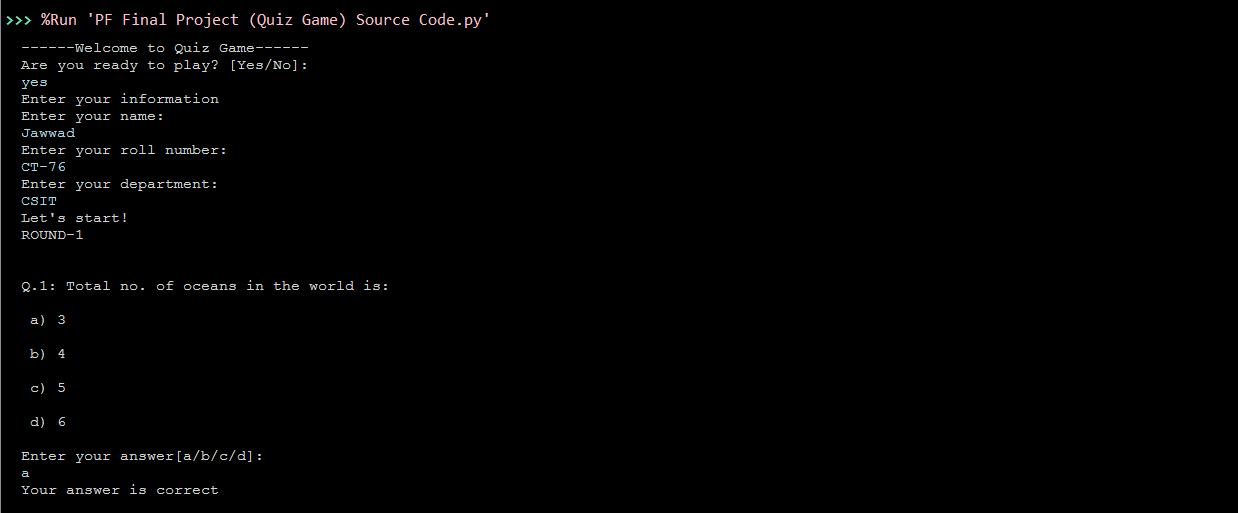 >>> %Run 'PF Final Project (Quiz Game) Source Code.py'
------Welcome to Quiz Game------
Are you ready to play? [Yes/No]:
yes
Enter your information
Enter your name:
Jawwad
Enter your roll number:
CT-76
Enter your department:
CSIT
Let's start!
ROUND-1
Q.1: Total no. of oceans in the world is:
a) 3
b) 4
c) 5
d) 6
Enter your answer[a/b/c/d]:
a
Your answer is correct